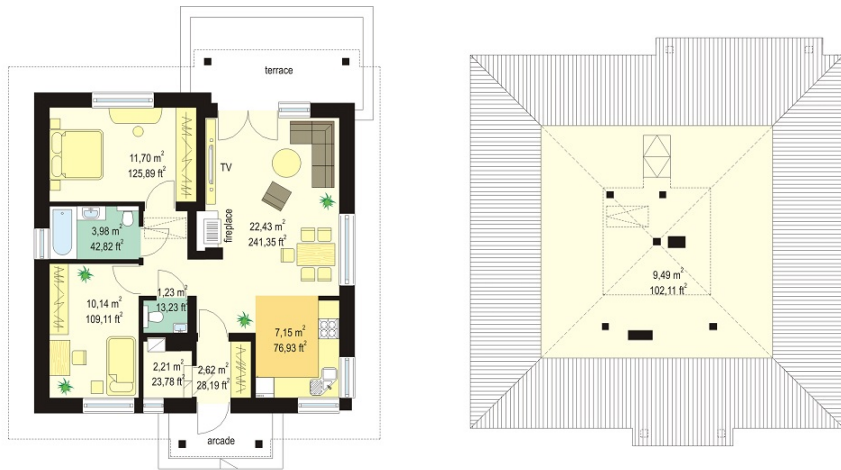 terrace
11,70 m²
125,89 ft²
TV
fireplace
22,43 m²
241,35 ft²
3,98 m²
42,82 ft²
10,14 m²
109,11 ft²
1,23 m²
13,23 ft²
7,15 m²
76,93 ft²
2,21 m²
23,78 ft²
2,62 m²
28,19 ft²
arcade
9,49 m²
102,11 ft²